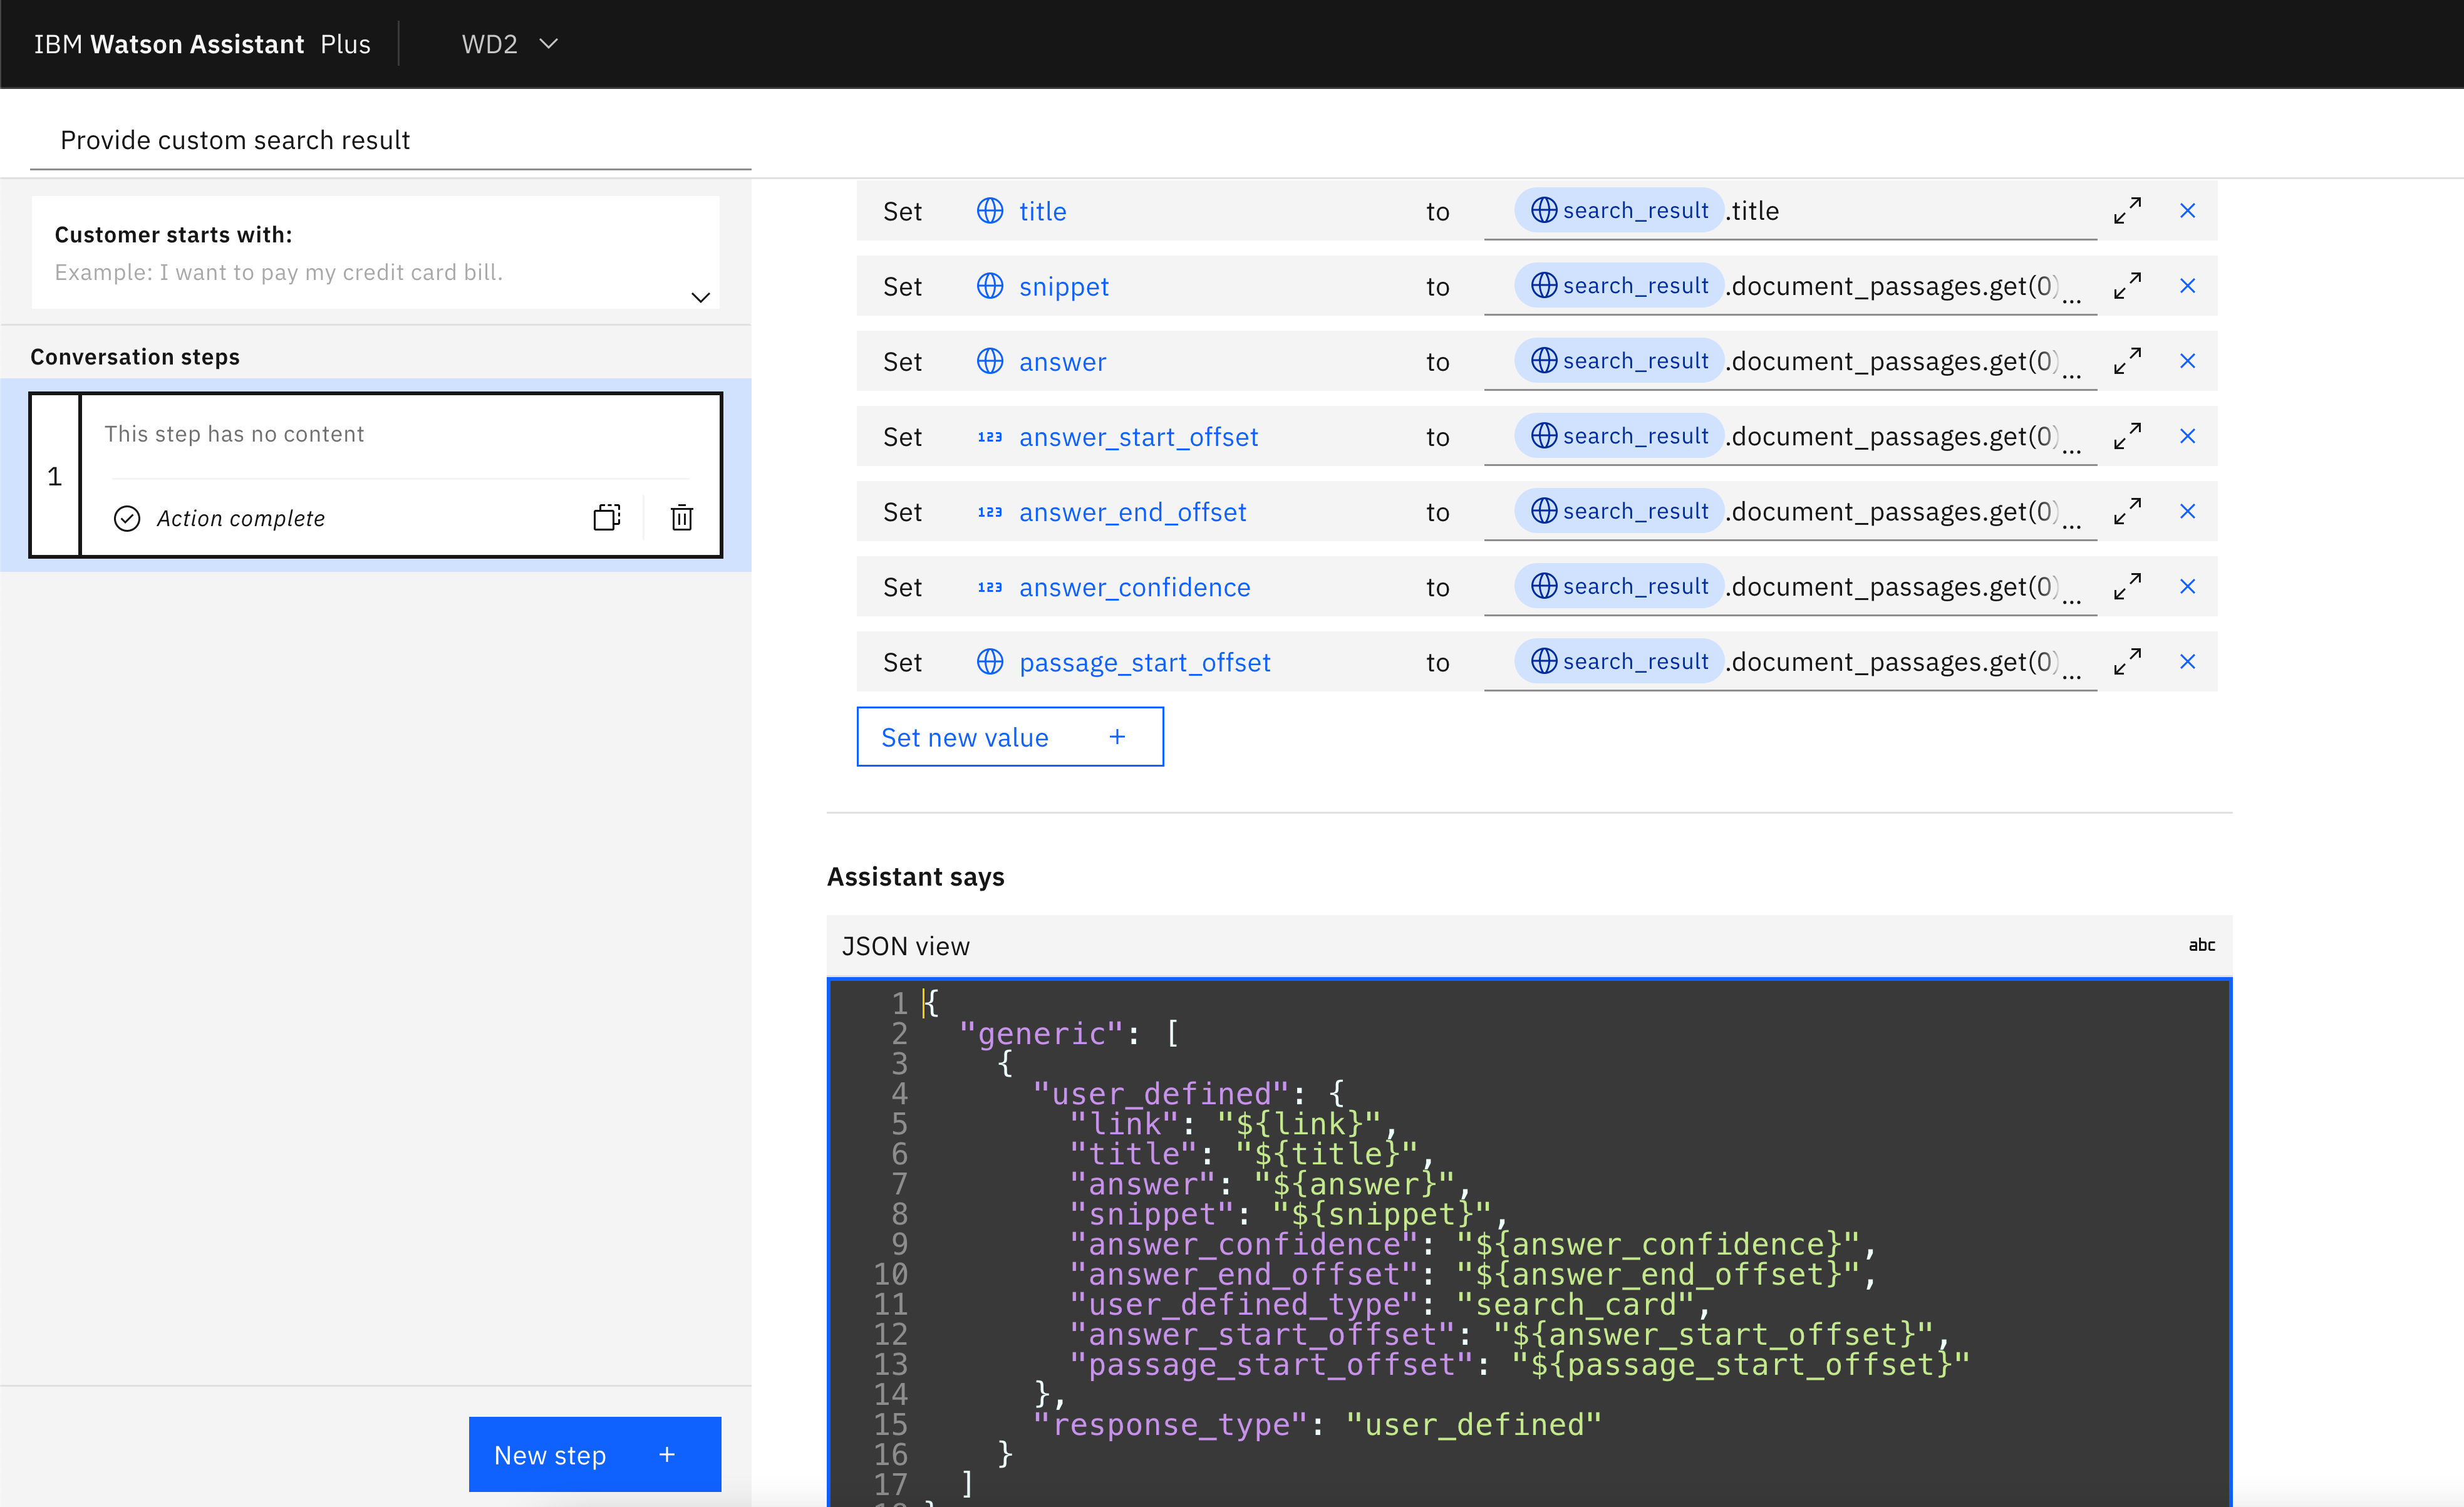 IBM Watson Assistant Plus WD2
Provide custom search result
Customer starts with:
Example: I want to pay my credit card bill.
Conversation steps
1
This step has no content
Action complete
New step +
Set title to search_result .title
Set snippet to search_result .document_passages.get(0) ...
Set answer to search_result .document_passages.get(0) ...
Set 123 answer_start_offset to search_result .document_passages.get(0) ...
Set 123 answer_end_offset to search_result .document_passages.get(0) ...
Set 123 answer_confidence to search_result .document_passages.get(0) ...
Set passage_start_offset to search_result .document_passages.get(0) ...
Set new value +
Assistant says
JSON view abc
1 {
2 "generic": [
3 {
4 "user_defined": {
5 "link": "${link}",
6 "title": "${title}",
7 "answer": "${answer}",
8 "snippet": "${snippet}",
9 "answer_confidence": "${answer_confidence}",
10 "answer_end_offset": "${answer_end_offset}",
11 "user_defined_type": "search_card",
12 "answer_start_offset": "${answer_start_offset}",
13 "passage_start_offset": "${passage_start_offset}"
14 },
15 "response_type": "user_defined"
16 }
17 ]